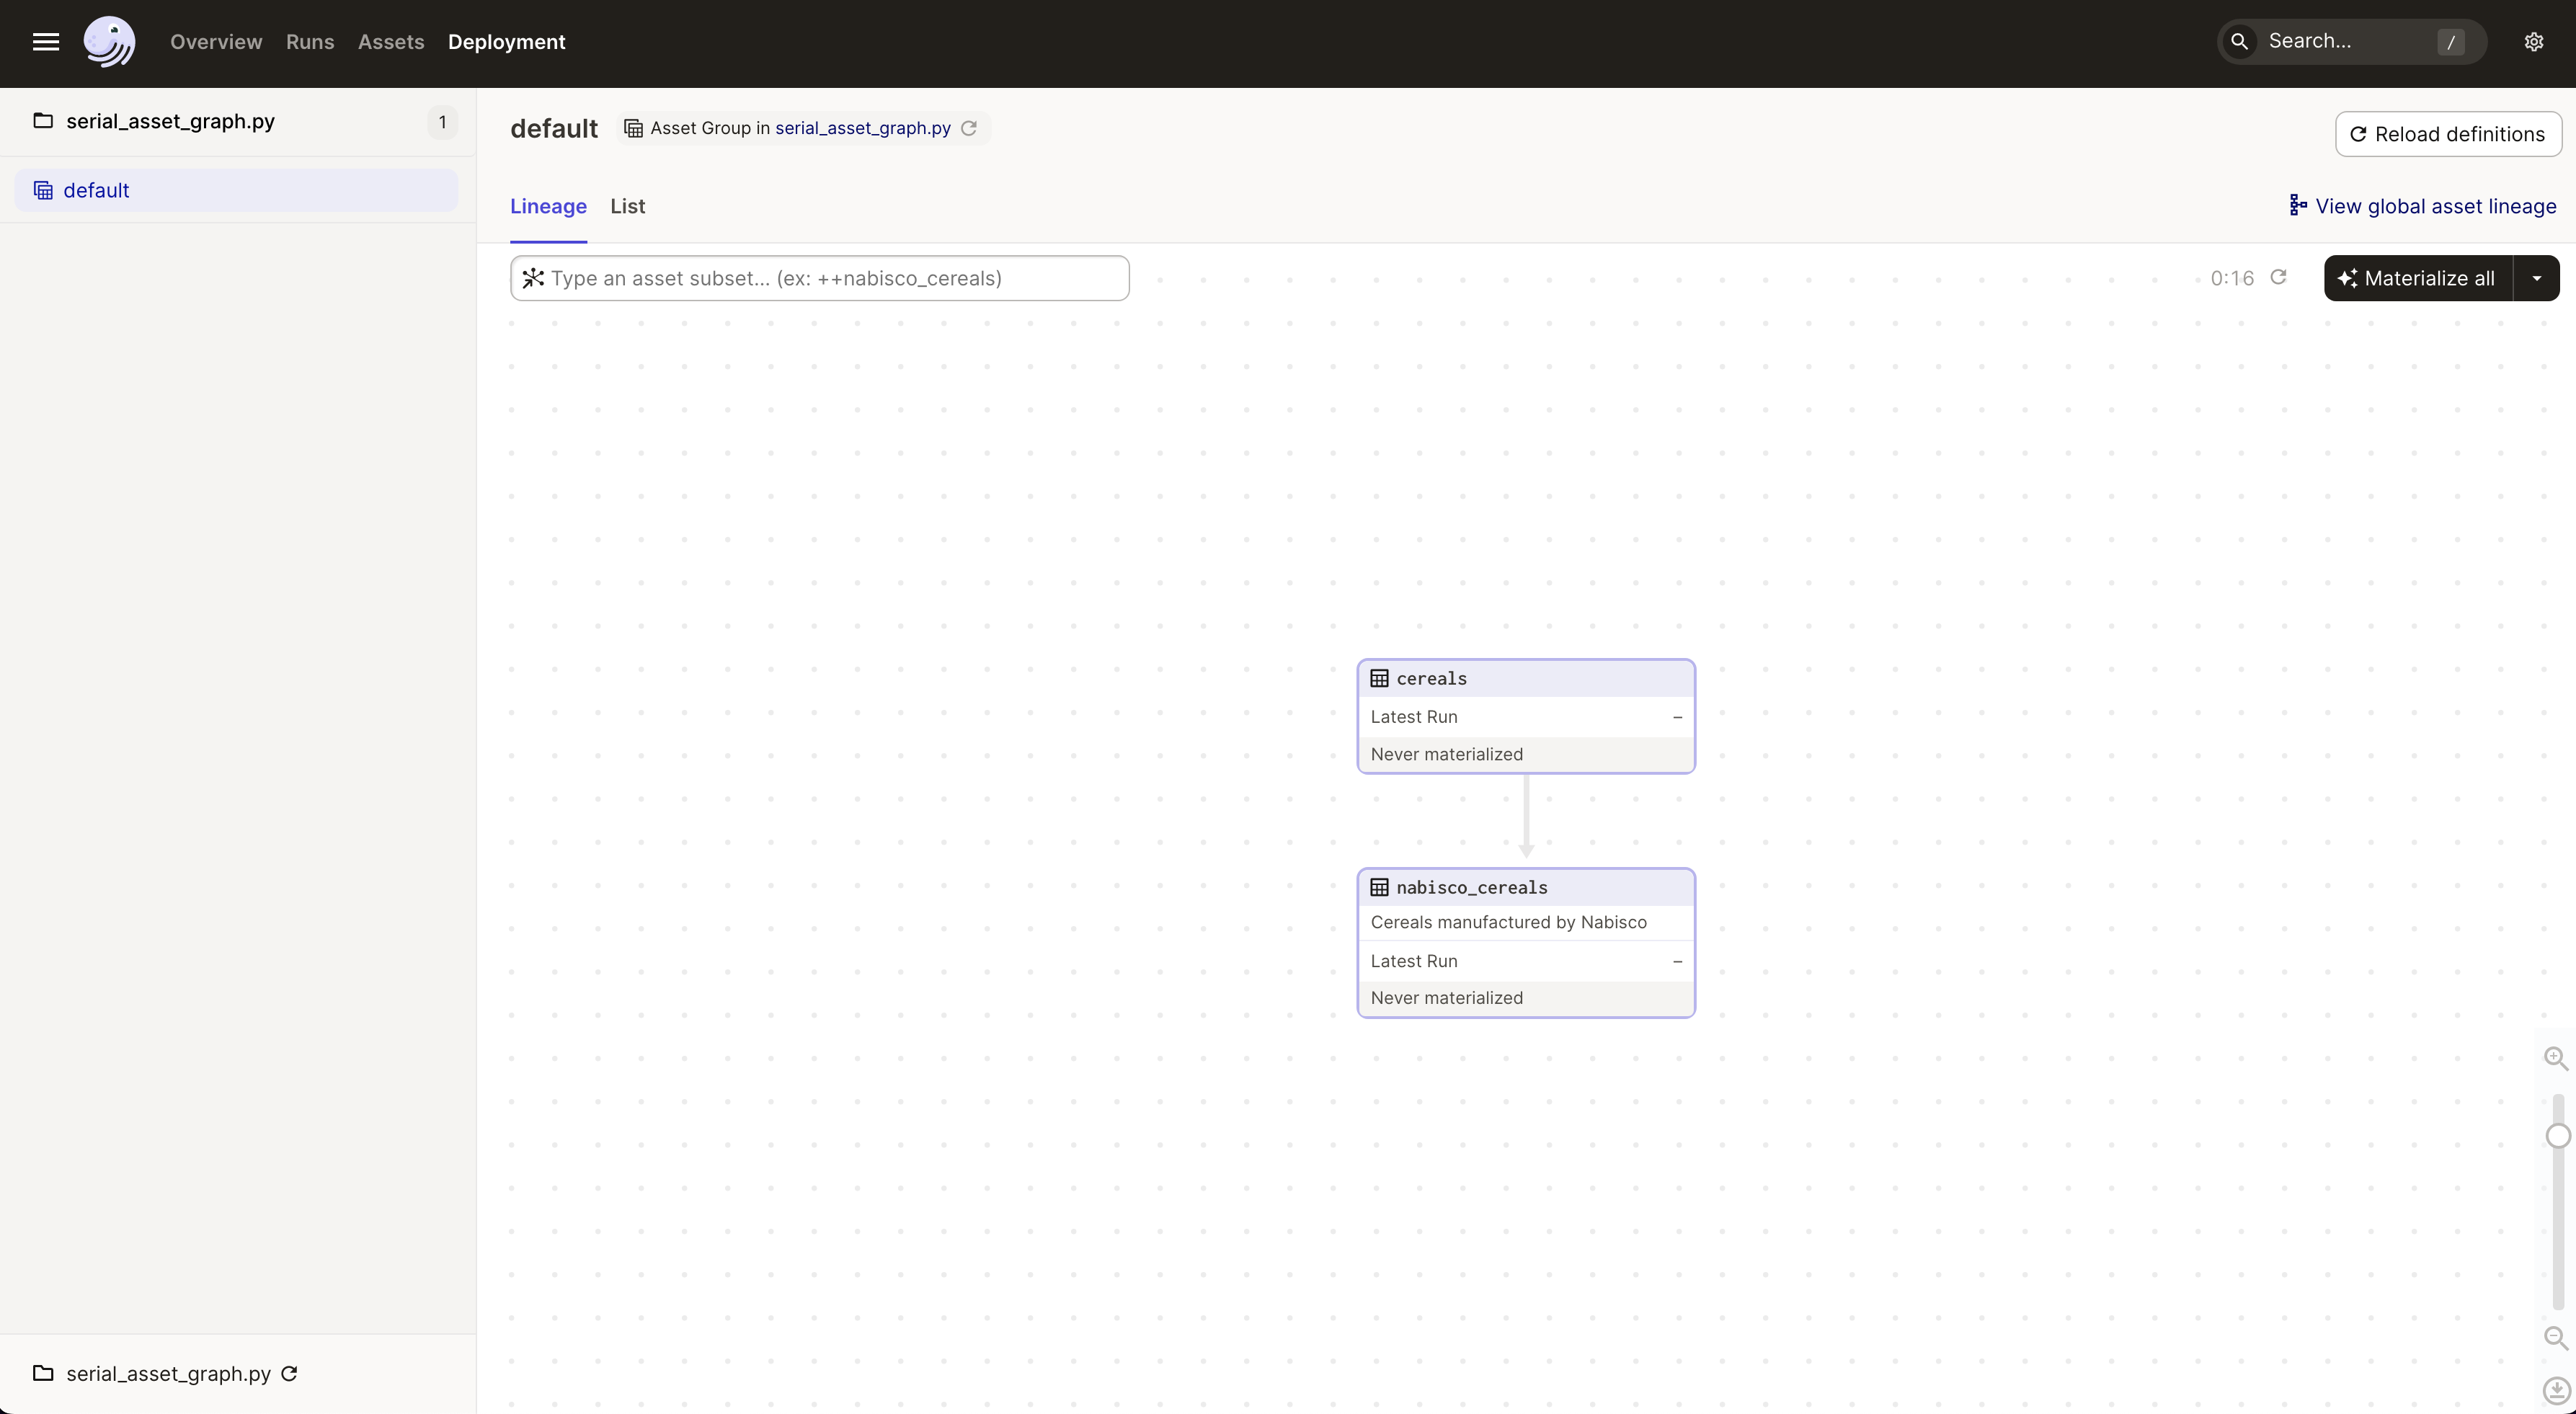 Overview Runs Assets Deployment
Search... /
serial_asset_graph.py 1
default
default Asset Group in serial_asset_graph.py
Reload definitions
Lineage List
View global asset lineage
Type an asset subset... (ex: ++nabisco_cereals)
0:16
Materialize all
cereals
Latest Run –
Never materialized
nabisco_cereals
Cereals manufactured by Nabisco
Latest Run –
Never materialized
serial_asset_graph.py